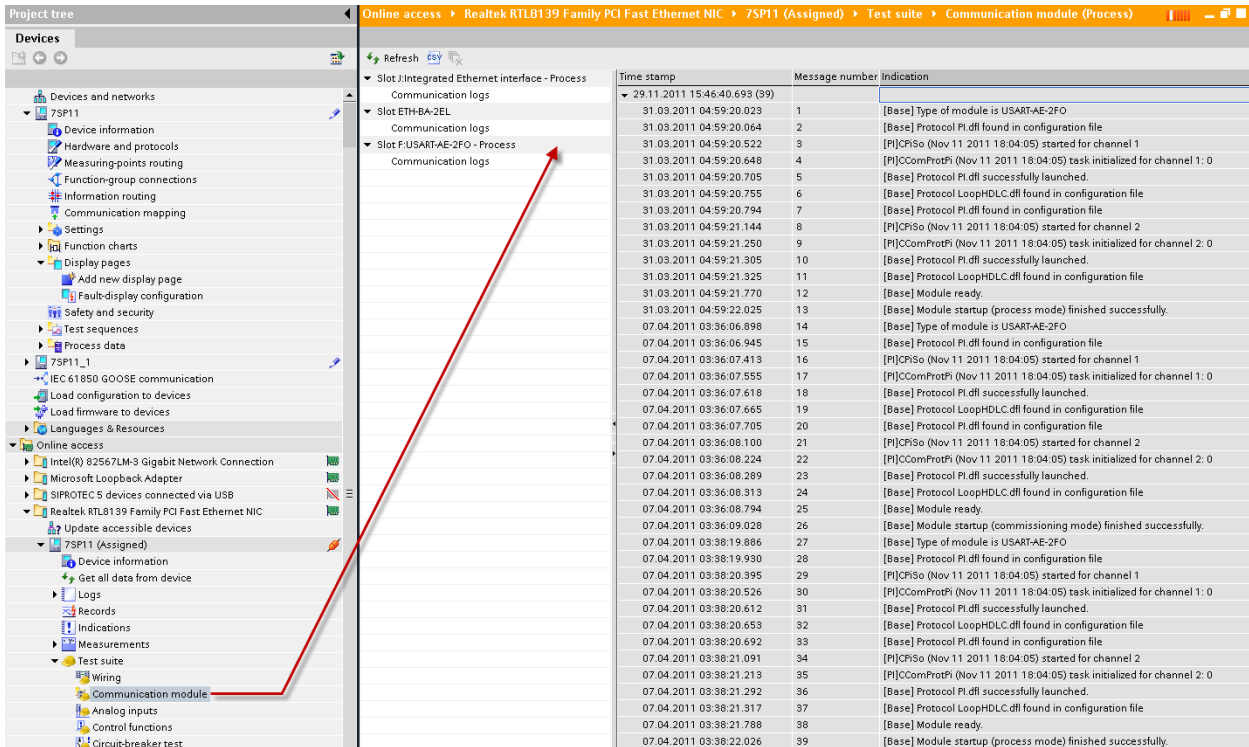 Project tree
Devices
Devices and networks
7SP11
Device information
Hardware and protocols
Measuring-points routing
Function-group connections
Information routing
Communication mapping
Settings
Function charts
Display pages
Add new display page
Fault-display configuration
Safety and security
Test sequences
Process data
7SP11_1
IEC 61850 GOOSE communication
Load configuration to devices
Load firmware to devices
Languages & Resources
Online access
Intel(R) 82567LM-3 Gigabit Network Connection
Microsoft Loopback Adapter
SIPROTEC 5 devices connected via USB
Realtek RTL8139 Family PCI Fast Ethernet NIC
Update accessible devices
7SP11 (Assigned)
Device information
Get all data from device
Logs
Records
Indications
Measurements
Test suite
Wiring
Communication module
Analog inputs
Control functions
Circuit-breaker test
Online access Realtek RTL8139 Family PCI Fast Ethernet NIC 7SP11 (Assigned) Test suite Communication module (Process)
Refresh CSV
Slot J:Integrated Ethernet interface - Process
Communication logs
Slot ETH-BA-2EL
Communication logs
Slot F:USART-AE-2FO - Process
Communication logs
Time stamp Message number Indication
29.11.2011 15:46:40.693 (39)
31.03.2011 04:59:20.023 1 [Base] Type of module is USART-AE-2FO
31.03.2011 04:59:20.064 2 [Base] Protocol PI.dfl found in configuration file
31.03.2011 04:59:20.522 3 [PI]CPiSo (Nov 11 2011 18:04:05) started for channel 1
31.03.2011 04:59:20.648 4 [PI]CComProtPi (Nov 11 2011 18:04:05) task initialized for channel 1: 0
31.03.2011 04:59:20.705 5 [Base] Protocol PI.dfl successfully launched.
31.03.2011 04:59:20.755 6 [Base] Protocol LoopHDLC.dfl found in configuration file
31.03.2011 04:59:20.794 7 [Base] Protocol PI.dfl found in configuration file
31.03.2011 04:59:21.144 8 [PI]CPiSo (Nov 11 2011 18:04:05) started for channel 2
31.03.2011 04:59:21.250 9 [PI]CComProtPi (Nov 11 2011 18:04:05) task initialized for channel 2: 0
31.03.2011 04:59:21.305 10 [Base] Protocol PI.dfl successfully launched.
31.03.2011 04:59:21.325 11 [Base] Protocol LoopHDLC.dfl found in configuration file
31.03.2011 04:59:21.770 12 [Base] Module ready.
31.03.2011 04:59:22.025 13 [Base] Module startup (process mode) finished successfully.
07.04.2011 03:36:06.898 14 [Base] Type of module is USART-AE-2FO
07.04.2011 03:36:06.945 15 [Base] Protocol PI.dfl found in configuration file
07.04.2011 03:36:07.413 16 [PI]CPiSo (Nov 11 2011 18:04:05) started for channel 1
07.04.2011 03:36:07.555 17 [PI]CComProtPi (Nov 11 2011 18:04:05) task initialized for channel 1: 0
07.04.2011 03:36:07.618 18 [Base] Protocol PI.dfl successfully launched.
07.04.2011 03:36:07.665 19 [Base] Protocol LoopHDLC.dfl found in configuration file
07.04.2011 03:36:07.705 20 [Base] Protocol PI.dfl found in configuration file
07.04.2011 03:36:08.100 21 [PI]CPiSo (Nov 11 2011 18:04:05) started for channel 2
07.04.2011 03:36:08.224 22 [PI]CComProtPi (Nov 11 2011 18:04:05) task initialized for channel 2: 0
07.04.2011 03:36:08.289 23 [Base] Protocol PI.dfl successfully launched.
07.04.2011 03:36:08.313 24 [Base] Protocol LoopHDLC.dfl found in configuration file
07.04.2011 03:36:08.794 25 [Base] Module ready.
07.04.2011 03:36:09.028 26 [Base] Module startup (commissioning mode) finished successfully.
07.04.2011 03:38:19.886 27 [Base] Type of module is USART-AE-2FO
07.04.2011 03:38:19.930 28 [Base] Protocol PI.dfl found in configuration file
07.04.2011 03:38:20.395 29 [PI]CPiSo (Nov 11 2011 18:04:05) started for channel 1
07.04.2011 03:38:20.526 30 [PI]CComProtPi (Nov 11 2011 18:04:05) task initialized for channel 1: 0
07.04.2011 03:38:20.612 31 [Base] Protocol PI.dfl successfully launched.
07.04.2011 03:38:20.653 32 [Base] Protocol LoopHDLC.dfl found in configuration file
07.04.2011 03:38:20.692 33 [Base] Protocol PI.dfl found in configuration file
07.04.2011 03:38:21.091 34 [PI]CPiSo (Nov 11 2011 18:04:05) started for channel 2
07.04.2011 03:38:21.213 35 [PI]CComProtPi (Nov 11 2011 18:04:05) task initialized for channel 2: 0
07.04.2011 03:38:21.292 36 [Base] Protocol PI.dfl successfully launched.
07.04.2011 03:38:21.317 37 [Base] Protocol LoopHDLC.dfl found in configuration file
07.04.2011 03:38:21.788 38 [Base] Module ready.
07.04.2011 03:38:22.026 39 [Base] Module startup (process mode) finished successfully.